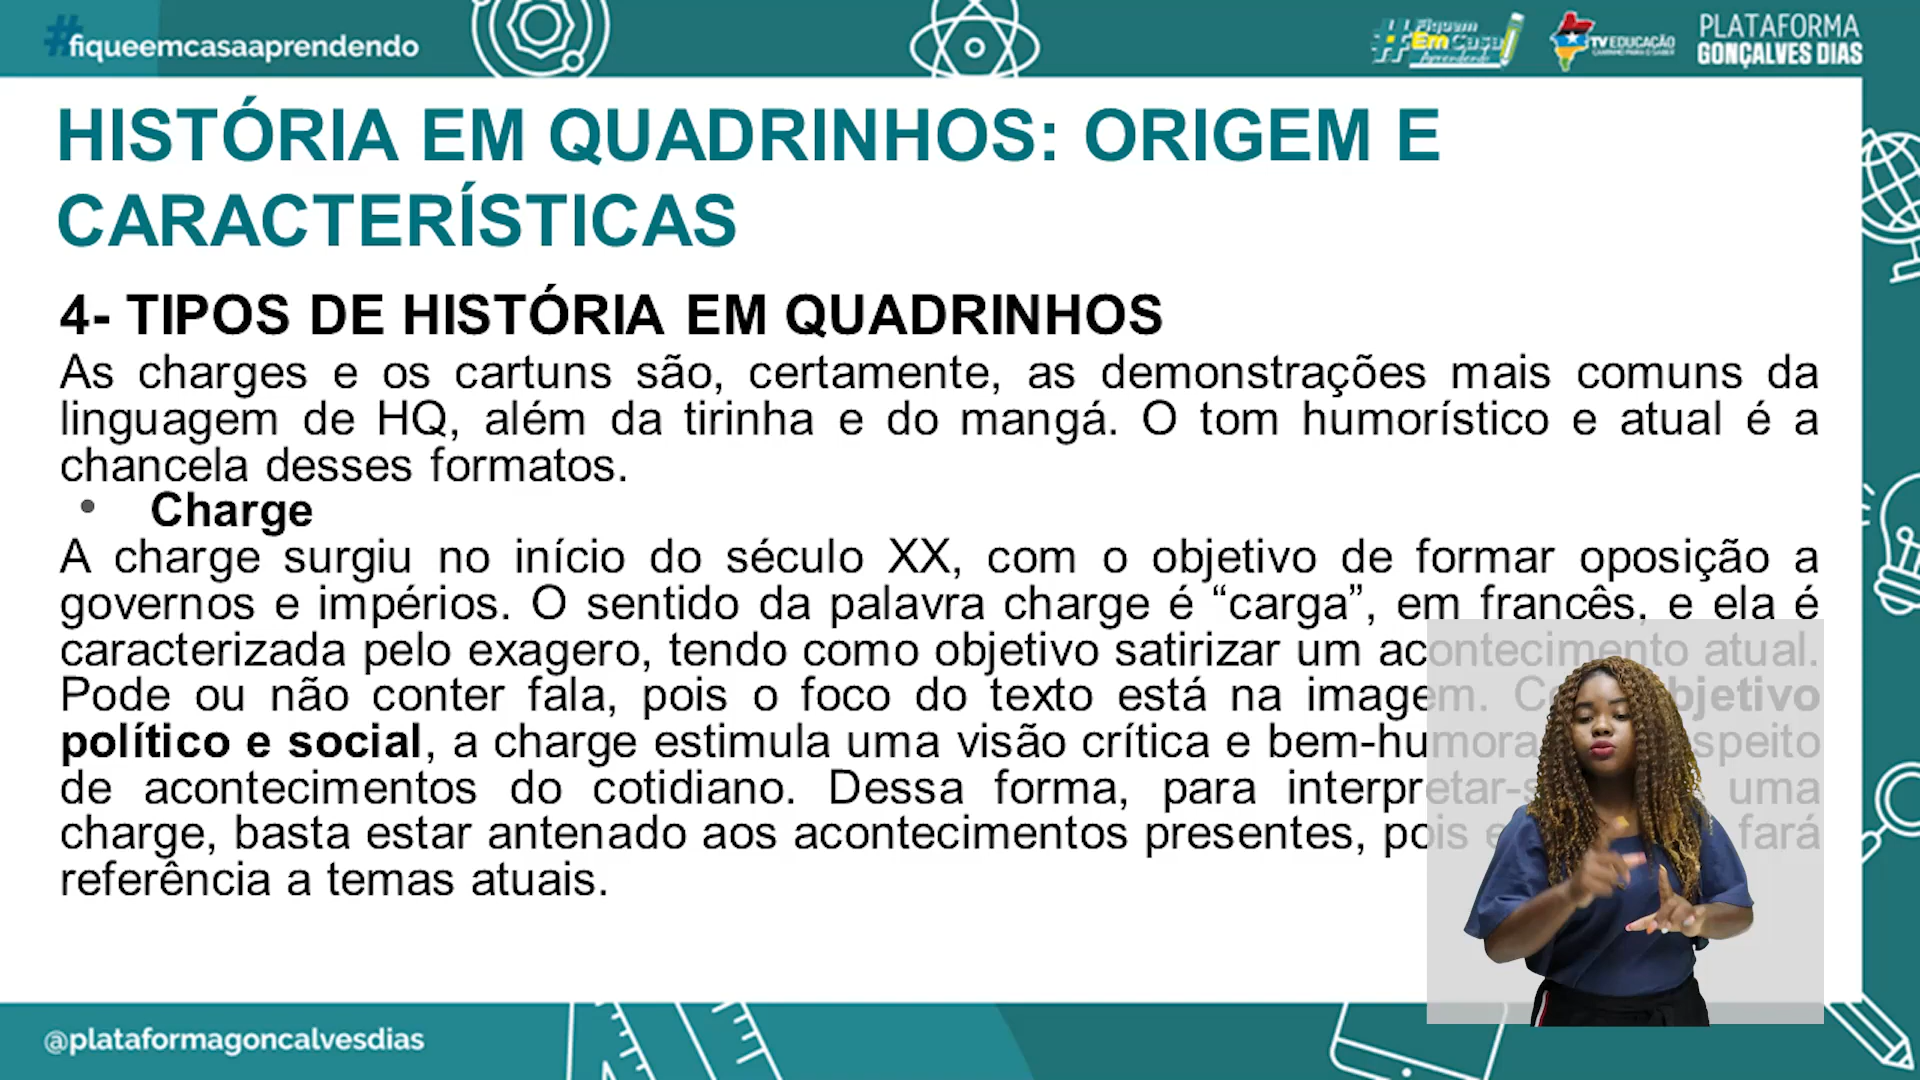 #fiqueemcasaaprendendo
#Fiquem
Em Casa
Aprendendo
TV EDUCAÇÃO
PLATAFORMA
GONÇALVES DIAS
HISTÓRIA EM QUADRINHOS: ORIGEM E
CARACTERÍSTICAS
4- TIPOS DE HISTÓRIA EM QUADRINHOS
As charges e os cartuns são, certamente, as demonstrações mais comuns da
linguagem de HQ, além da tirinha e do mangá. O tom humorístico e atual é a
chancela desses formatos.
• Charge
A charge surgiu no início do século XX, com o objetivo de formar oposição a
governos e impérios. O sentido da palavra charge é “carga”, em francês, e ela é
caracterizada pelo exagero, tendo como objetivo satirizar um acontecimento atual.
Pode ou não conter fala, pois o foco do texto está na imagem. objetivo
político e social, a charge estimula uma visão crítica e bem-humora speito
de acontecimentos do cotidiano. Dessa forma, para interpretar-s uma
charge, basta estar antenado aos acontecimentos presentes, pois fará
referência a temas atuais.
@plataformagoncalvesdias